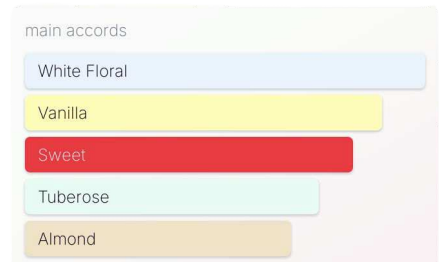 main accords
White Floral
Vanilla
Sweet
Tuberose
Almond